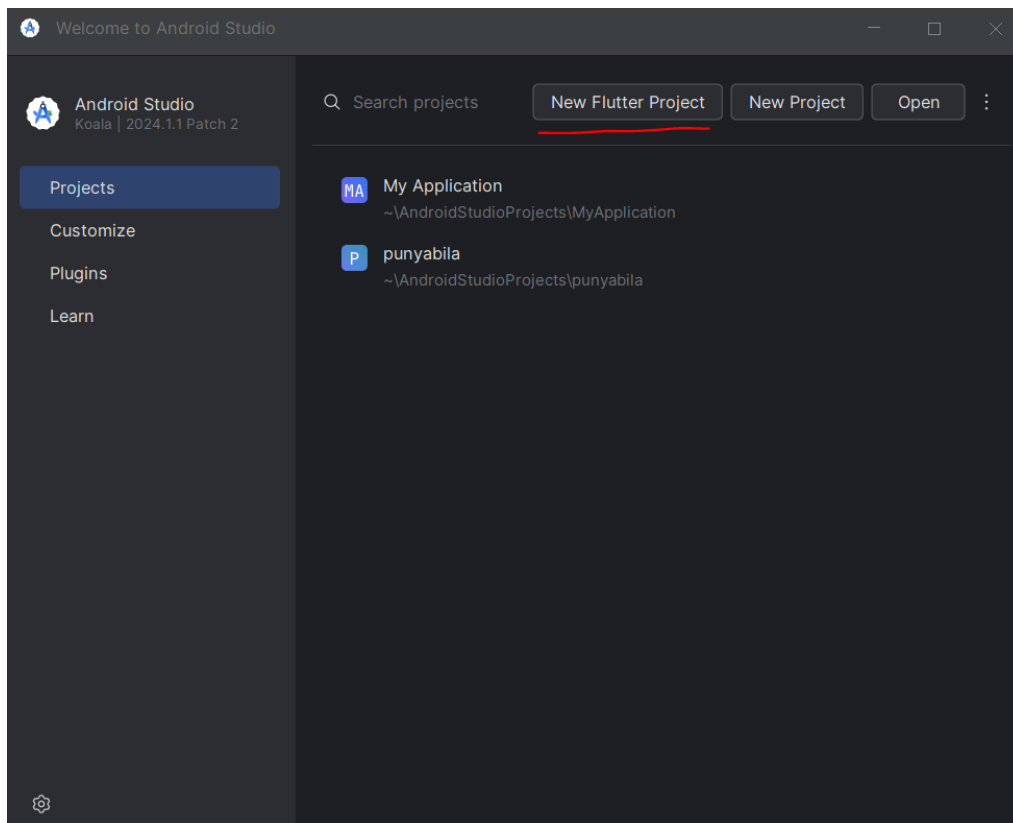 Welcome to Android Studio
Android Studio
Koala | 2024.1.1 Patch 2
Projects
Customize
Plugins
Learn
Search projects
New Flutter Project
New Project
Open
MA
My Application
~\AndroidStudioProjects\MyApplication
P
punyabila
~\AndroidStudioProjects\punyabila